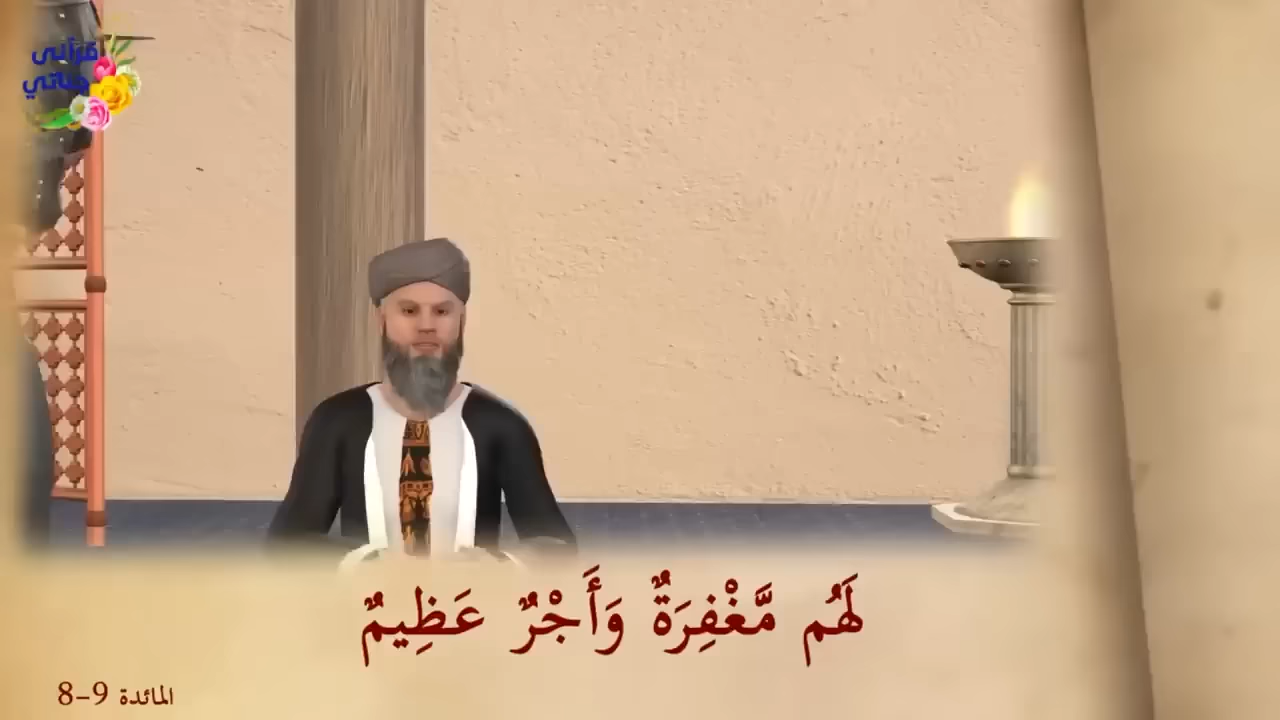 قرآني
حياتي
لَهُم مَّغْفِرَةٌ وَأَجْرٌ عَظِيمٌ
المائدة 9-8